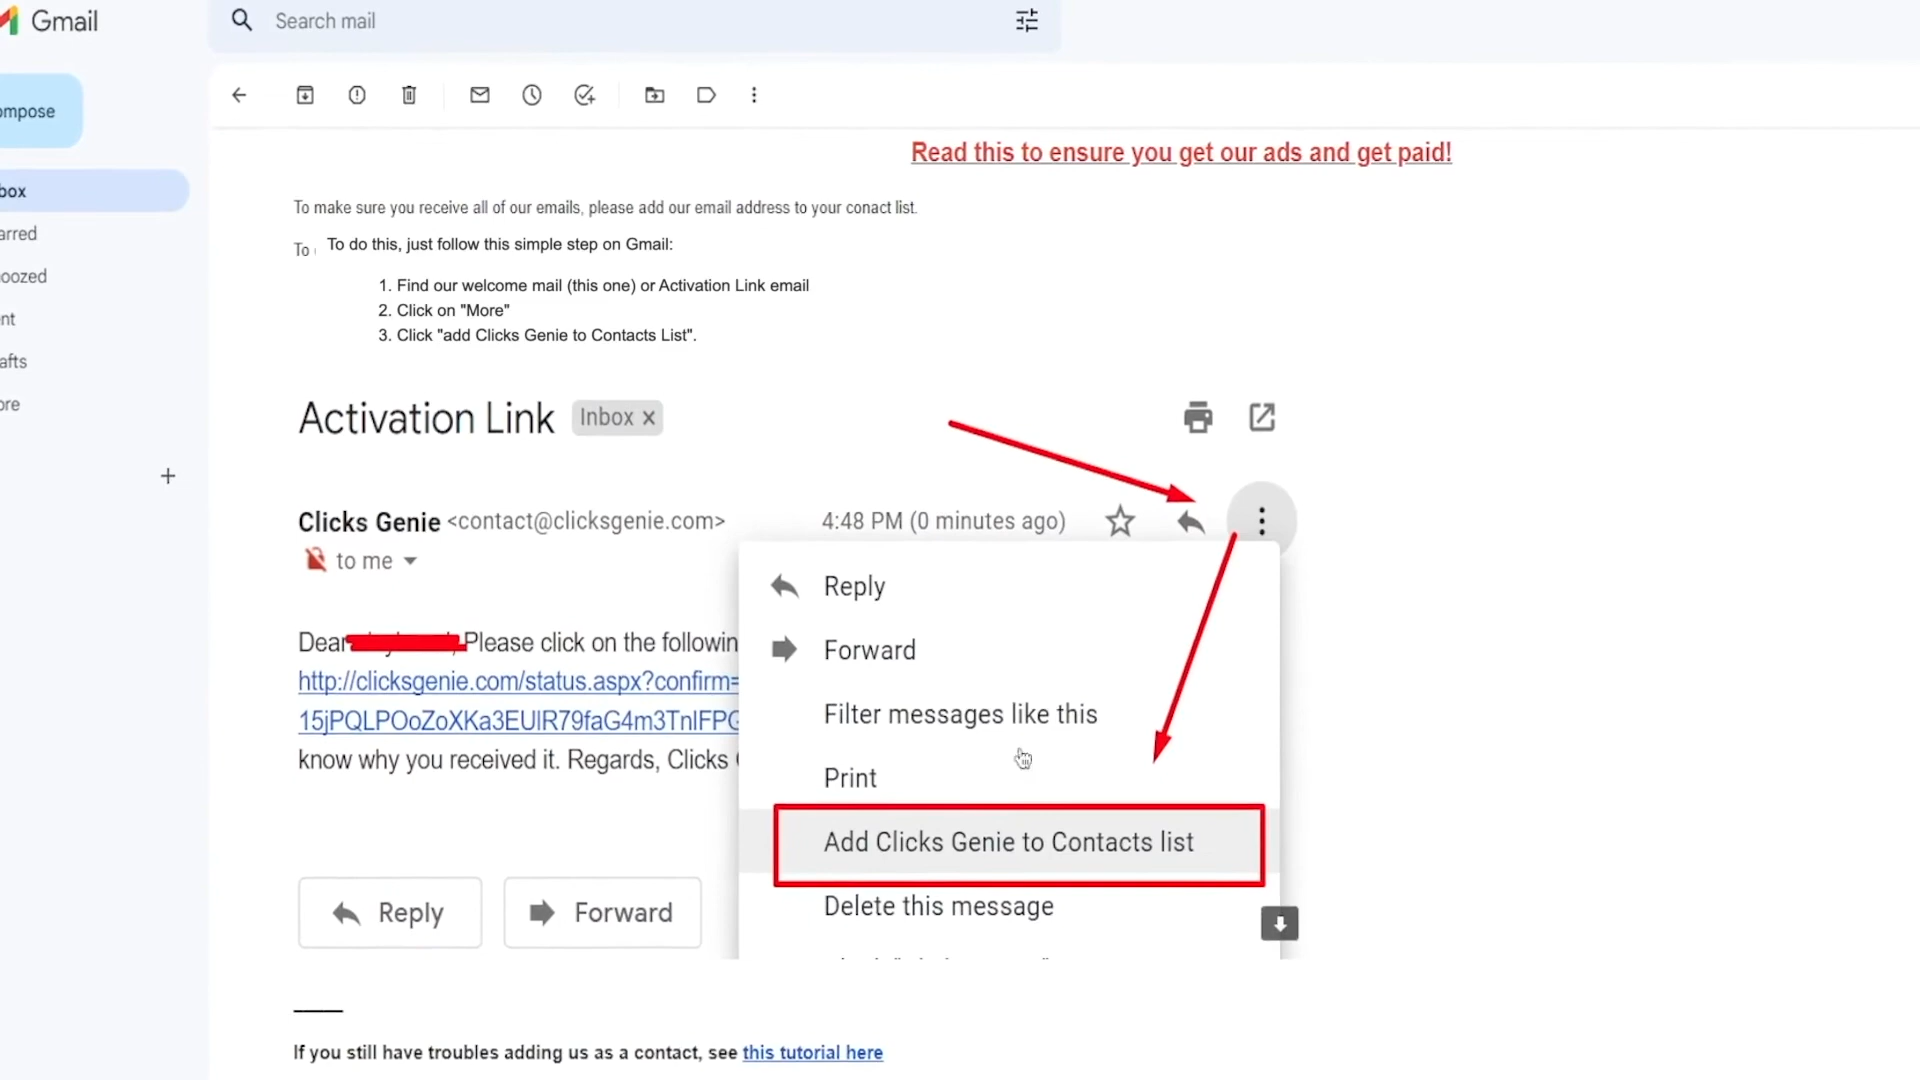 Gmail
Search mail
ompose
Read this to ensure you get our ads and get paid!
box
To make sure you receive all of our emails, please add our email address to your conact list.
arred
To do this, just follow this simple step on Gmail:
To
oozed
1. Find our welcome mail (this one) or Activation Link email
2. Click on "More"
nt
3. Click "add Clicks Genie to Contacts List".
afts
ore
Activation Link Inbox x
Clicks Genie <contact@clicksgenie.com> 4:48 PM (0 minutes ago)
to me
Reply
Dear Please click on the followin
Forward
http://clicksgenie.com/status.aspx?confirm=
Filter messages like this
15jPQLPOoZoXKa3EUIR79faG4m3TnIFPG
know why you received it. Regards, Clicks
Print
Add Clicks Genie to Contacts list
Delete this message
Reply Forward
If you still have troubles adding us as a contact, see this tutorial here